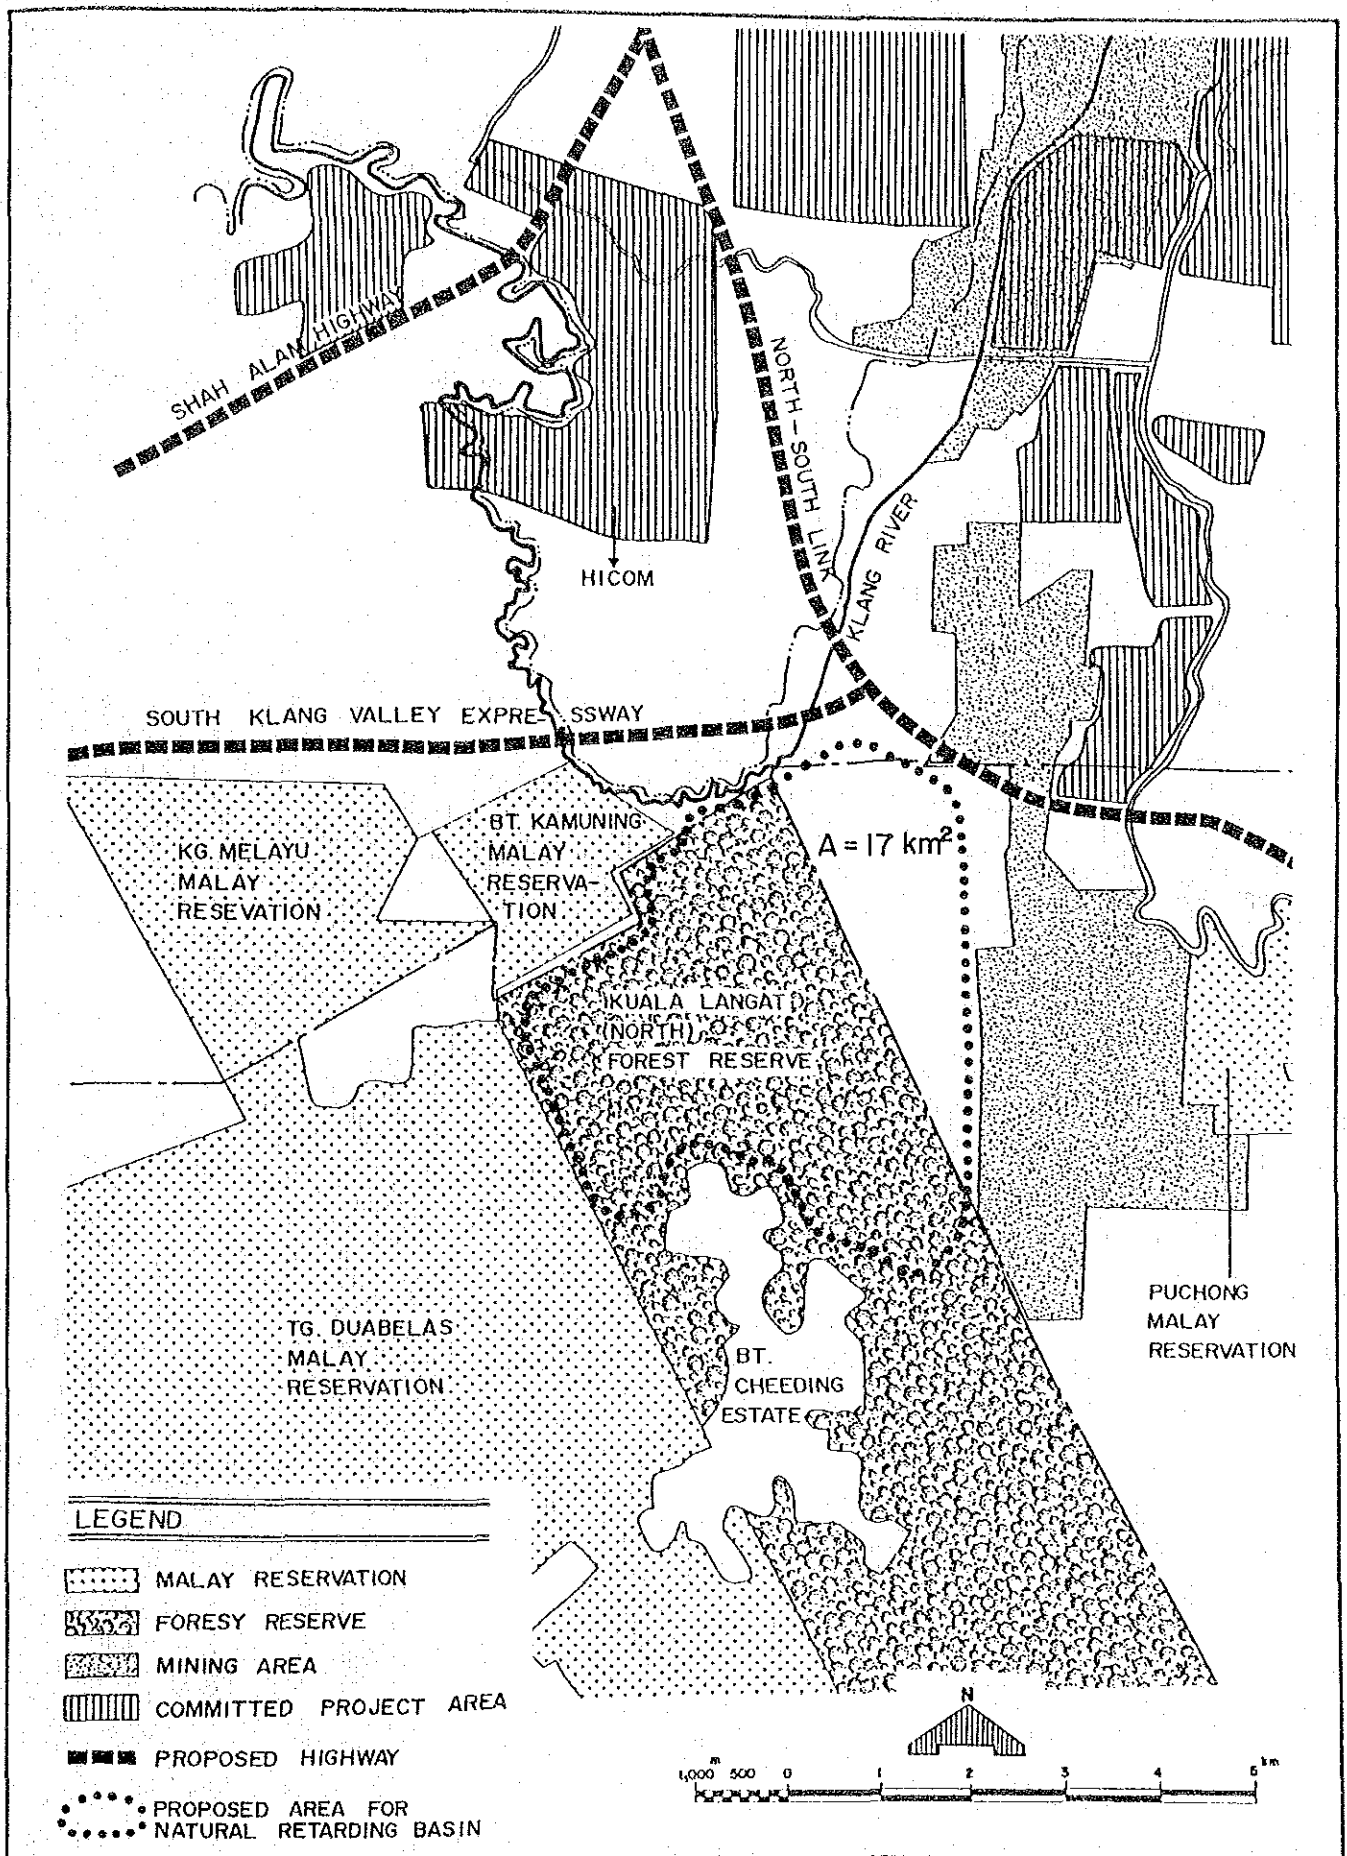 SHAH ALAM HIGHWAY
NORTH-SOUTH LINK
KLANG RIVER
HICOM
SOUTH KLANG VALLEY EXPRESSWAY
KG. MELAYU
MALAY
RESEVATION
BT. KAMUNING
MALAY
RESERVA-
TION
A = 17 km²
KUALA LANGAT
(NORTH)
FOREST RESERVE
TG. DUABELAS
MALAY
RESERVATION
BT.
CHEEDING
ESTATE
PUCHONG
MALAY
RESERVATION
LEGEND
MALAY RESERVATION
FORESY RESERVE
MINING AREA
COMMITTED PROJECT AREA
PROPOSED HIGHWAY
PROPOSED AREA FOR
NATURAL RETARDING BASIN
N
m km
1,000 500 0 1 2 3 4 5